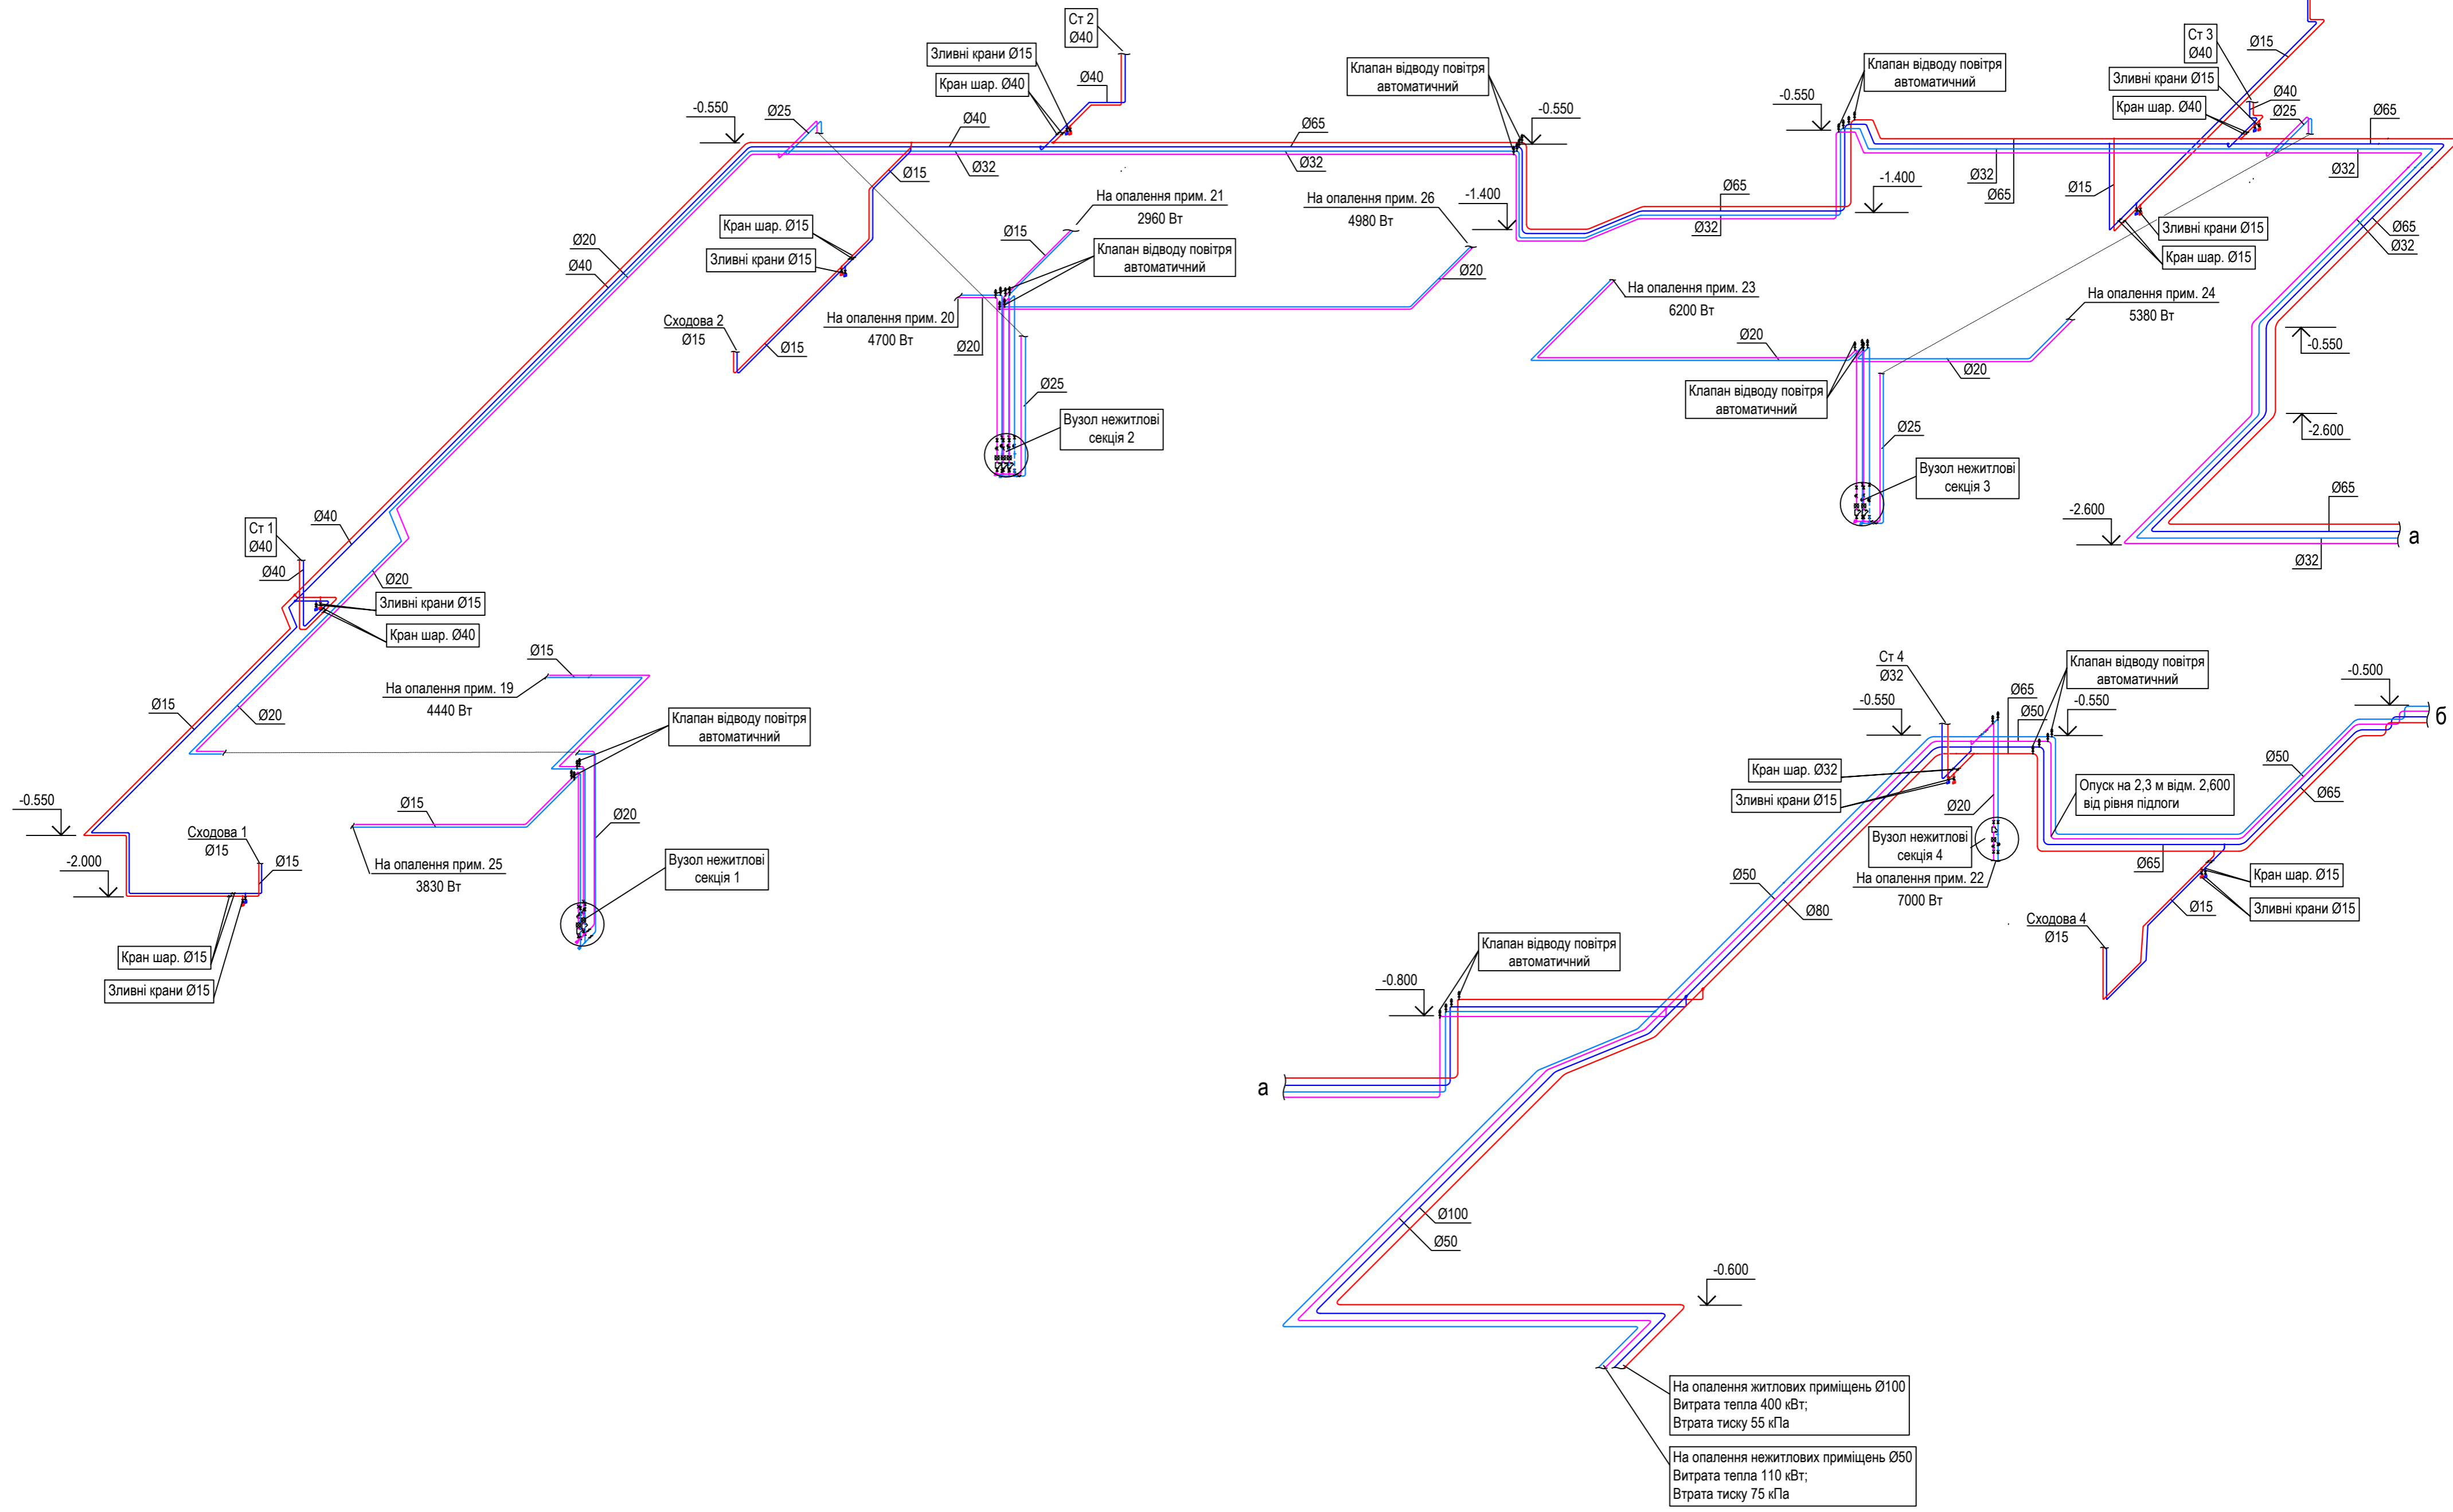 Ст 2
Ø40
Зливні крани Ø15
Кран шар. Ø40
Ø40
-0.550
Ø25
Ø40
Ø32
Ø15
Ø65
Ø32
Клапан відводу повітря
автоматичний
-0.550
-1.400
-0.550
Клапан відводу повітря
автоматичний
-1.400
Ø65
Ø32
Ст 3
Ø40
Ø15
Зливні крани Ø15
Кран шар. Ø40
Ø40
Ø25
Ø65
Ø32
Ø65
Ø32
Ø15
Зливні крани Ø15
Кран шар. Ø15
Ø65
Ø32
Ø20
Ø40
Кран шар. Ø15
Зливні крани Ø15
Сходова 2
Ø15
Ø15
На опалення прим. 21
2960 Вт
Ø15
Клапан відводу повітря
автоматичний
На опалення прим. 20
4700 Вт
Ø20
На опалення прим. 26
4980 Вт
Ø20
Ø25
Вузол нежитлові
секція 2
На опалення прим. 23
6200 Вт
Ø20
На опалення прим. 24
5380 Вт
Ø20
Клапан відводу повітря
автоматичний
Ø25
Вузол нежитлові
секція 3
-0.550
-2.600
-2.600
Ø65
Ø32
а
Ст 1
Ø40
Ø40
Ø40
Ø20
Зливні крани Ø15
Кран шар. Ø40
Ø15
Ø20
На опалення прим. 19
4440 Вт
Ø15
Клапан відводу повітря
автоматичний
Ø15
На опалення прим. 25
3830 Вт
Ø20
Вузол нежитлові
секція 1
-0.550
-2.000
Сходова 1
Ø15
Ø15
Кран шар. Ø15
Зливні крани Ø15
Ст 4
Ø32
-0.550
Ø65
Ø50
Клапан відводу повітря
автоматичний
-0.550
-0.500
б
Кран шар. Ø32
Зливні крани Ø15
Ø20
Опуск на 2,3 м відм. 2,600
від рівня підлоги
Ø50
Ø65
Вузол нежитлові
секція 4
На опалення прим. 22
7000 Вт
Ø65
Кран шар. Ø15
Зливні крани Ø15
Ø15
Сходова 4
Ø15
Ø50
Ø80
Клапан відводу повітря
автоматичний
-0.800
а
Ø100
Ø50
-0.600
На опалення житлових приміщень Ø100
Витрата тепла 400 кВт;
Втрата тиску 55 кПа
На опалення нежитлових приміщень Ø50
Витрата тепла 110 кВт;
Втрата тиску 75 кПа